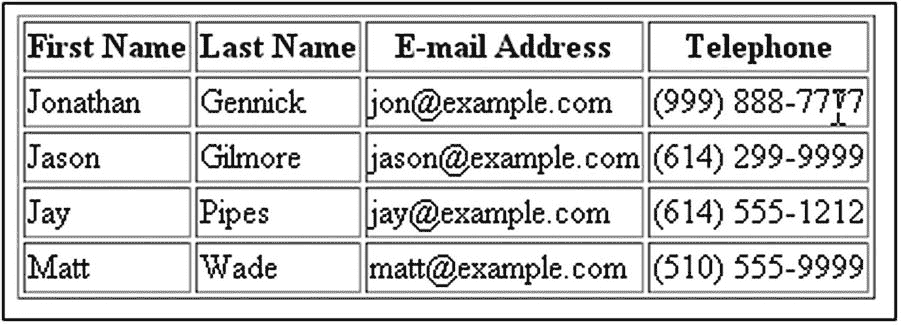 First Name Last Name E-mail Address Telephone
Jonathan Gennick jon@example.com (999) 888-7777
Jason Gilmore jason@example.com (614) 299-9999
Jay Pipes jay@example.com (614) 555-1212
Matt Wade matt@example.com (510) 555-9999